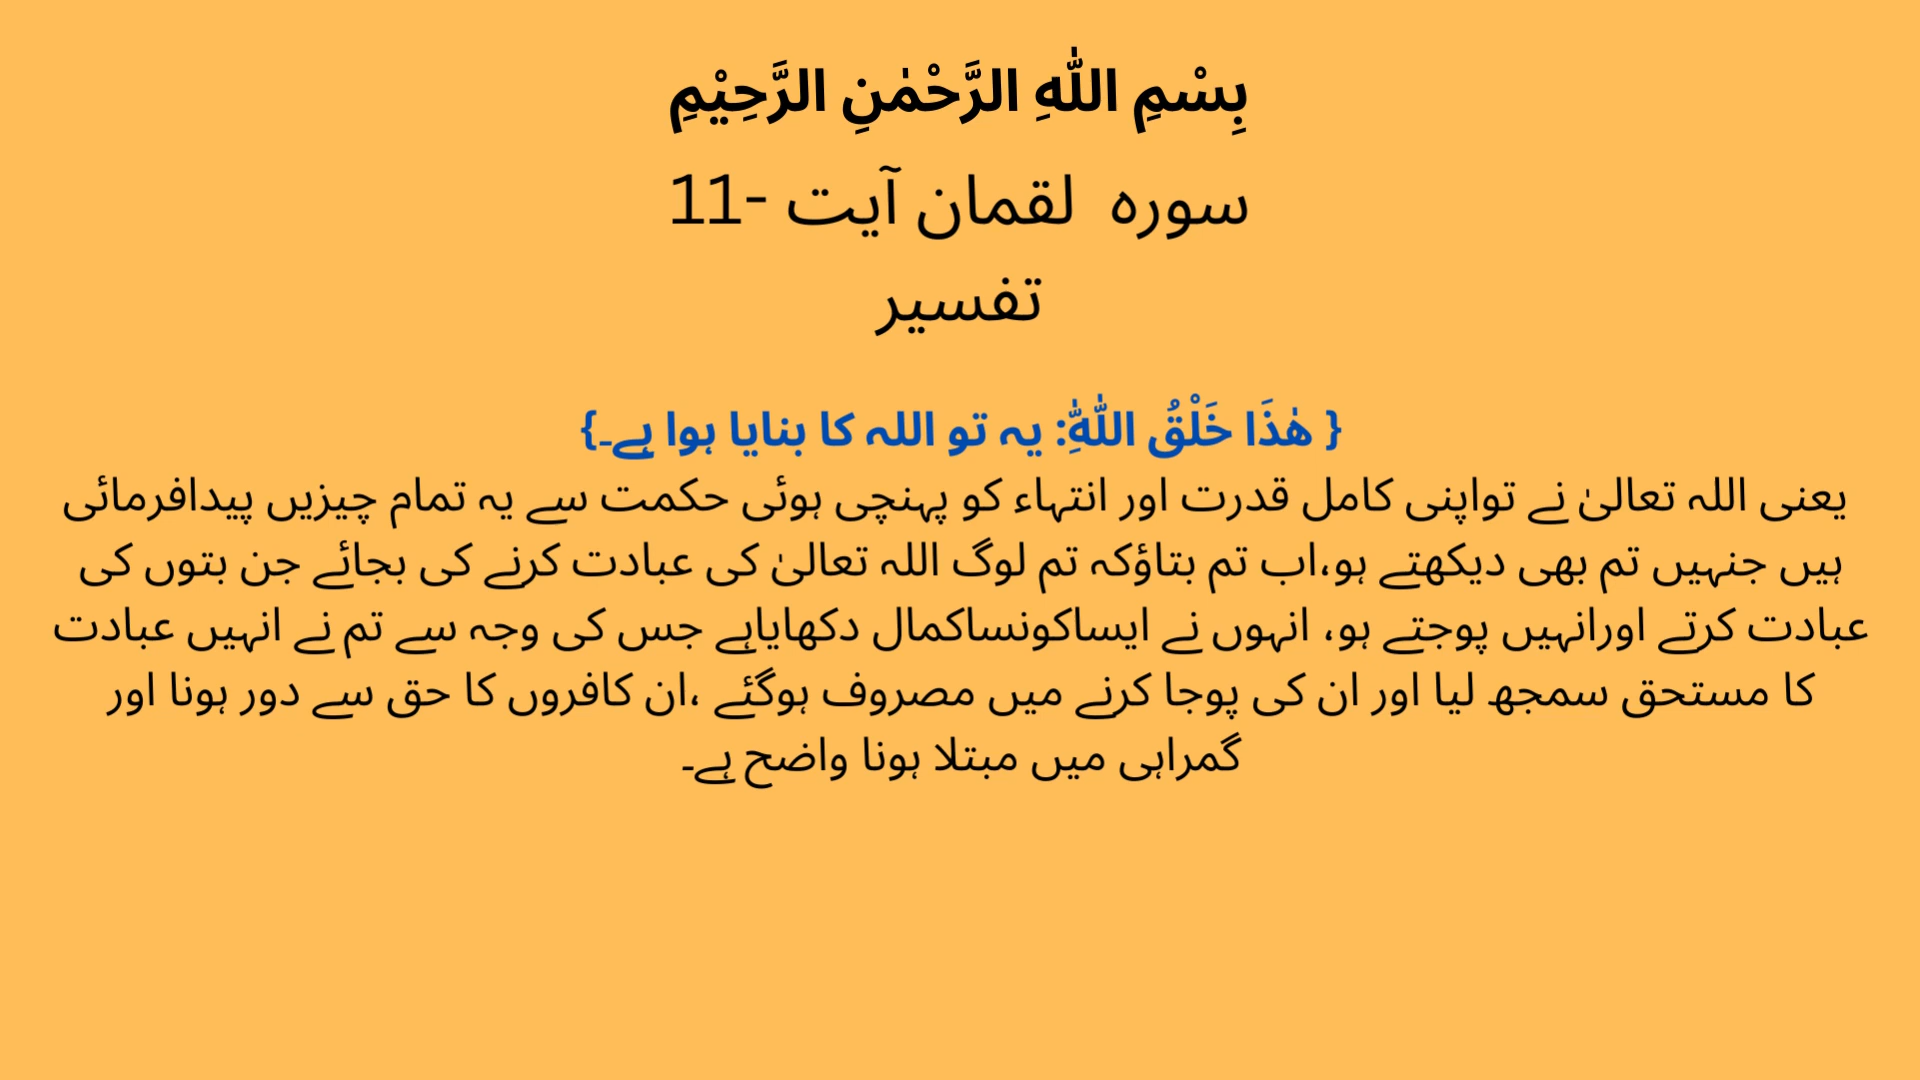 بِسْمِ اللّٰهِ الرَّحْمٰنِ الرَّحِيْمِ
سورہ لقمان آیت -11
تفسیر
{ هٰذَا خَلْقُ اللّٰهِ: یہ تو اللہ کا بنایا ہوا ہے۔}
یعنی اللہ تعالیٰ نے تواپنی کامل قدرت اور انتہاء کو پہنچی ہوئی حکمت سے یہ تمام چیزیں پیدافرمائی
ہیں جنہیں تم بھی دیکھتے ہو،اب تم بتاؤکہ تم لوگ اللہ تعالیٰ کی عبادت کرنے کی بجائے جن بتوں کی
عبادت کرتے اورانہیں پوجتے ہو، انہوں نے ایساکونساکمال دکھایاہے جس کی وجہ سے تم نے انہیں عبادت
کا مستحق سمجھ لیا اور ان کی پوجا کرنے میں مصروف ہوگئے ،ان کافروں کا حق سے دور ہونا اور
گمراہی میں مبتلا ہونا واضح ہے۔